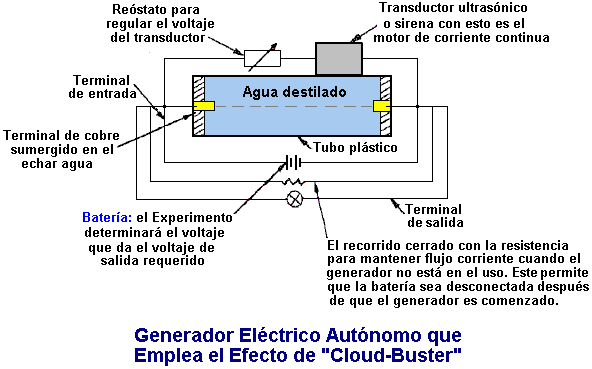 Reóstato para
regular el voltaje
del transductor
Transductor ultrasónico
o sirena con esto es el
motor de corriente continua
Terminal
de entrada
Agua destilado
Terminal de cobre
sumergido en el
echar agua
Tubo plástico
Batería: el Experimento
determinará el voltaje
que da el voltaje de
salida requerido
Terminal
de salida
El recorrido cerrado con la resistencia
para mantener flujo corriente cuando el
generador no está en el uso. Este permite
que la batería sea desconectada después
de que el generador es comenzado.
Generador Eléctrico Autónomo que
Emplea el Efecto de "Cloud-Buster"